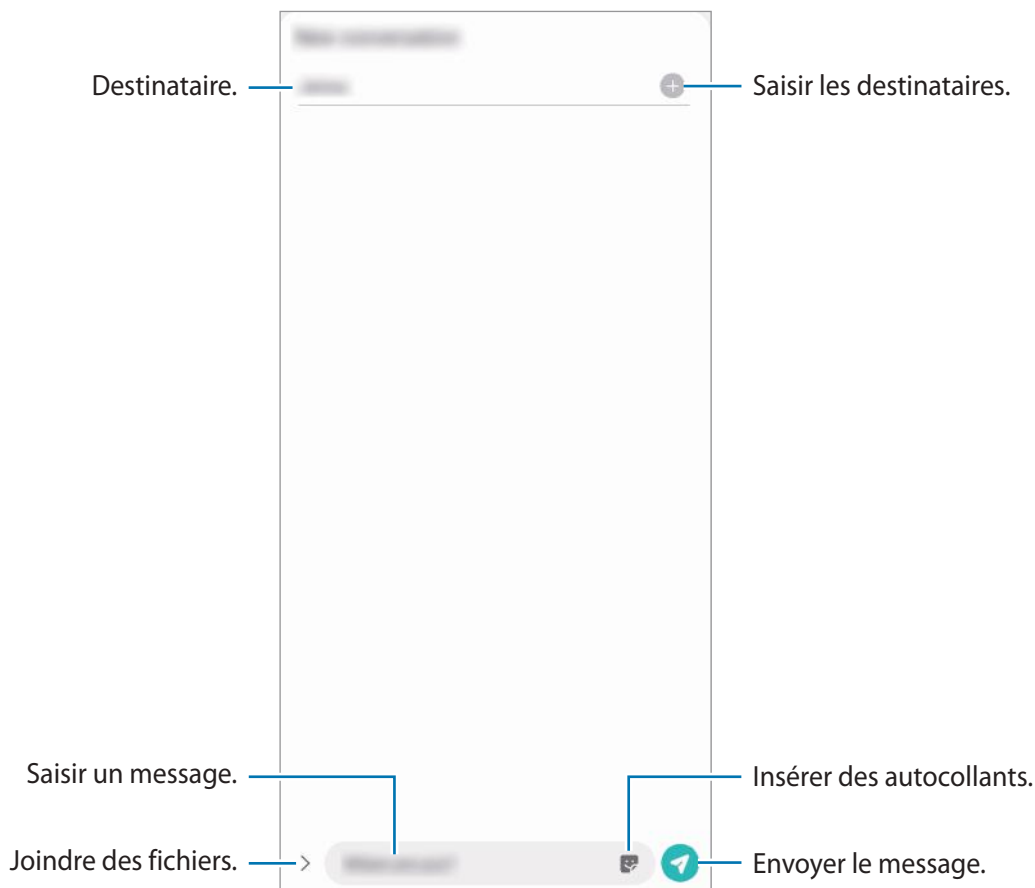 Destinataire.
Saisir les destinataires.
Saisir un message.
Insérer des autocollants.
Joindre des fichiers.
Envoyer le message.